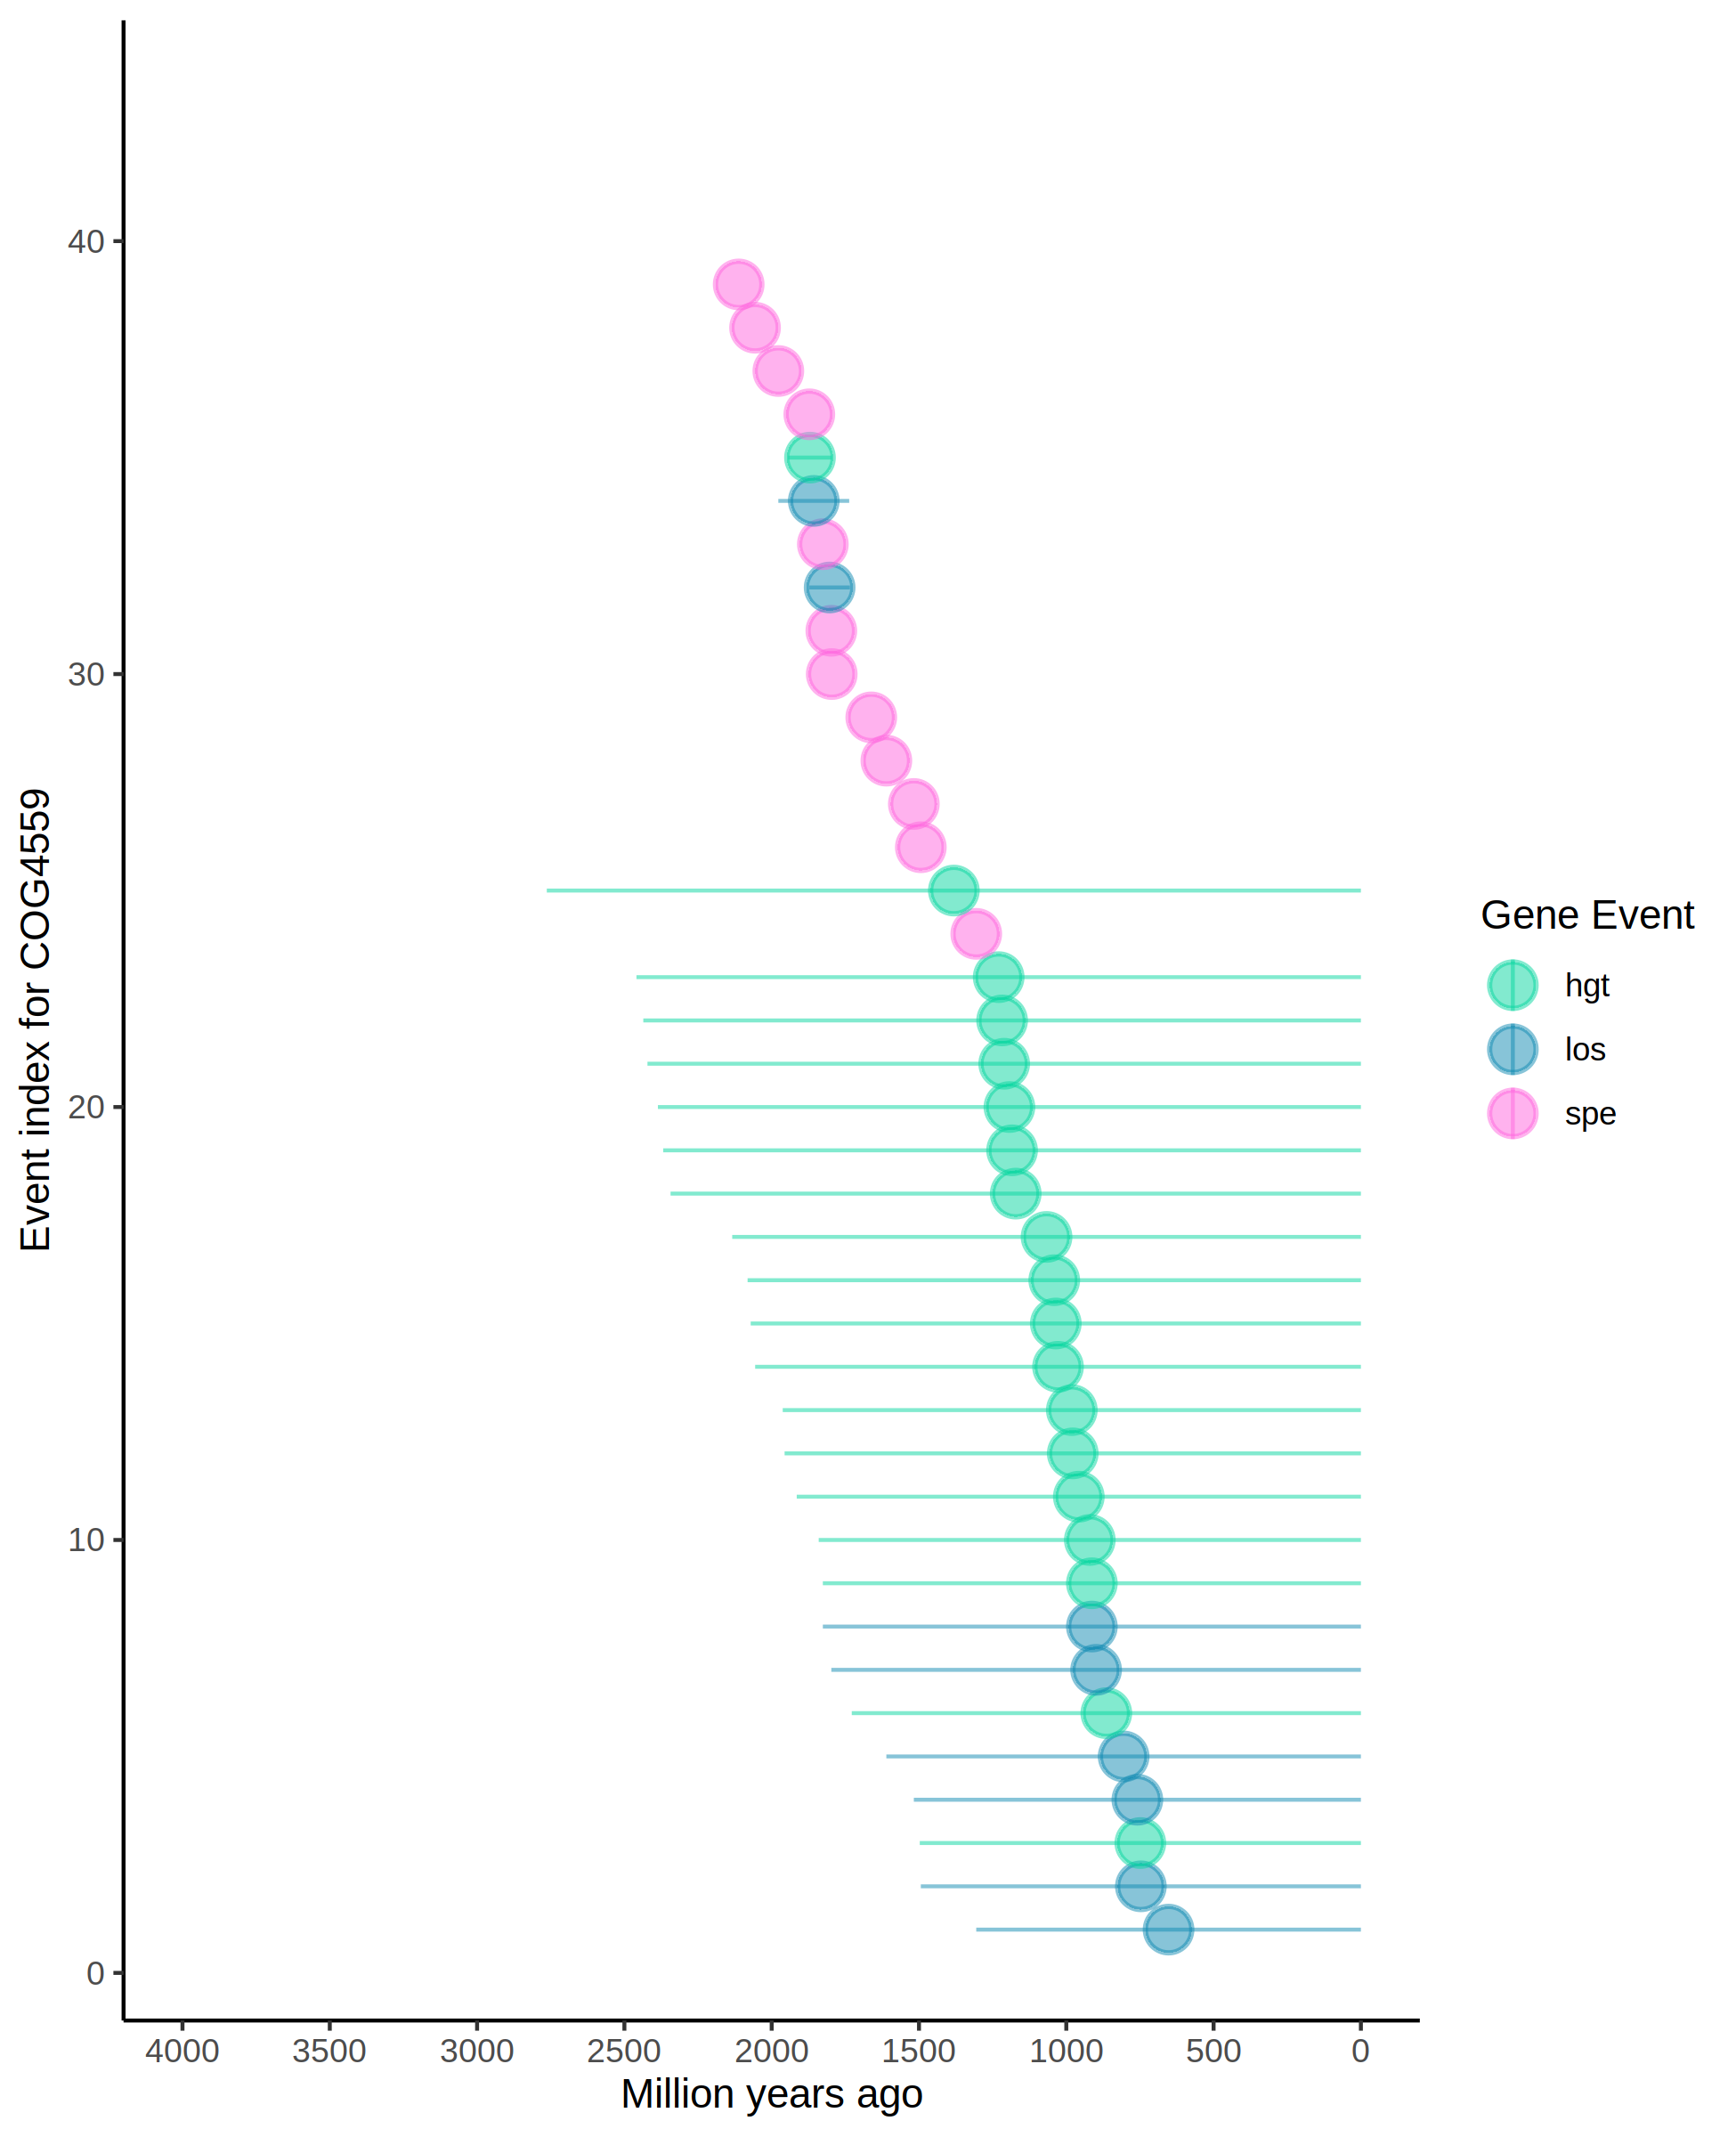 40
30
20
10
0
Event index for COG4559
4000 3500 3000 2500 2000 1500 1000 500 0
Million years ago
Gene Event
hgt
los
spe